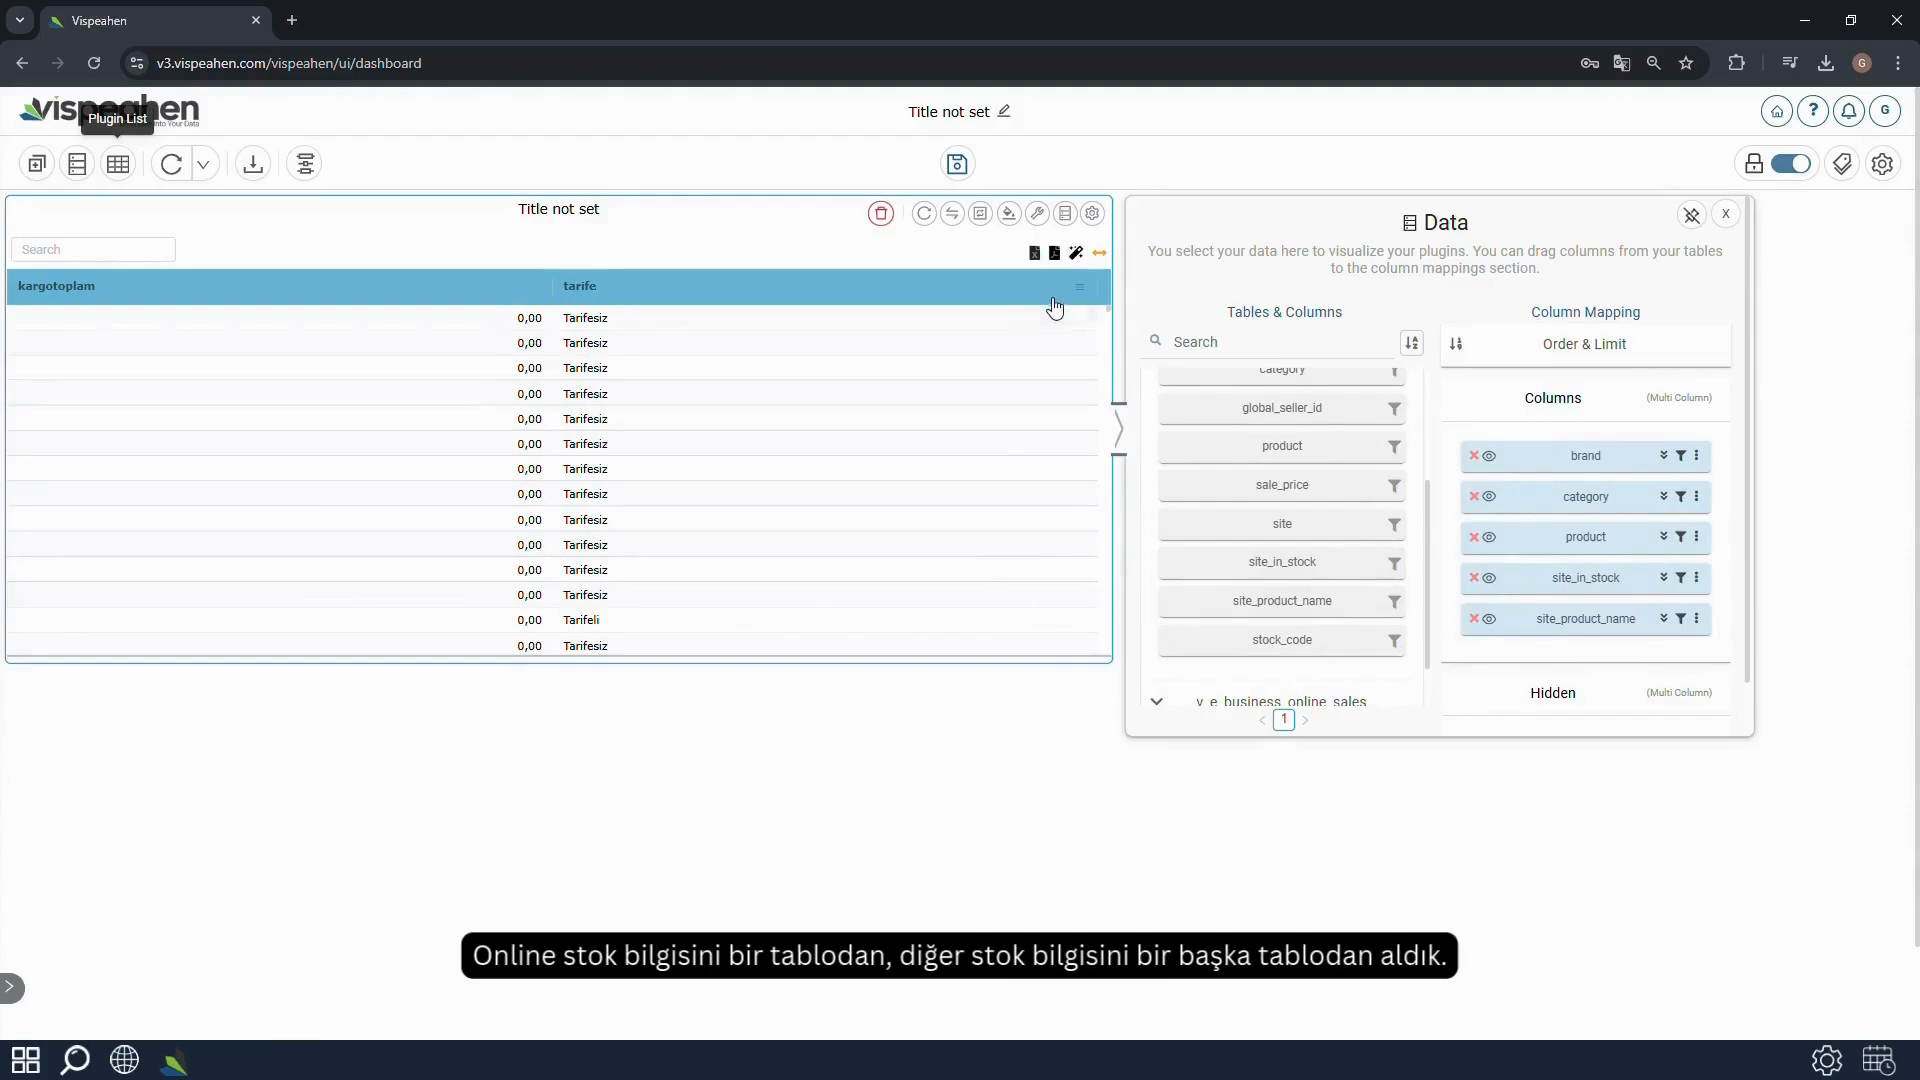 Vispeahen
v3.vispeahen.com/vispeahen/ui/dashboard
G
vispeahen
Into Your Data
Plugin List
Title not set
?
G
Title not set
Search
kargotoplam tarife
0,00 Tarifesiz
0,00 Tarifesiz
0,00 Tarifesiz
0,00 Tarifesiz
0,00 Tarifesiz
0,00 Tarifesiz
0,00 Tarifesiz
0,00 Tarifesiz
0,00 Tarifesiz
0,00 Tarifesiz
0,00 Tarifesiz
0,00 Tarifesiz
0,00 Tarifeli
0,00 Tarifesiz
Data
X
You select your data here to visualize your plugins. You can drag columns from your tables
to the column mappings section.
Tables & Columns
Search
category
global_seller_id
product
sale_price
site
site_in_stock
site_product_name
stock_code
v_e_business_online_sales
1
Column Mapping
Order & Limit
Columns (Multi Column)
brand
category
product
site_in_stock
site_product_name
Hidden (Multi Column)
Online stok bilgisini bir tablodan, diğer stok bilgisini bir başka tablodan aldık.